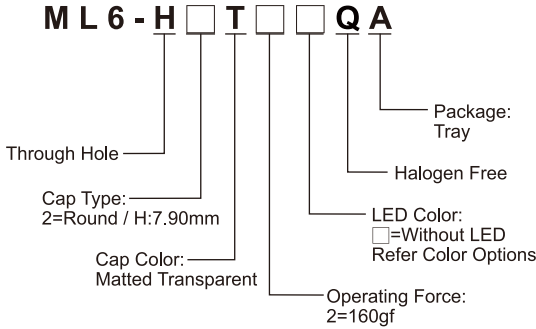 ML6-H□T□□QA
Package:
Tray
Through Hole
Halogen Free
Cap Type:
2=Round / H:7.90mm
LED Color:
□=Without LED
Refer Color Options
Cap Color:
Matted Transparent
Operating Force:
2=160gf